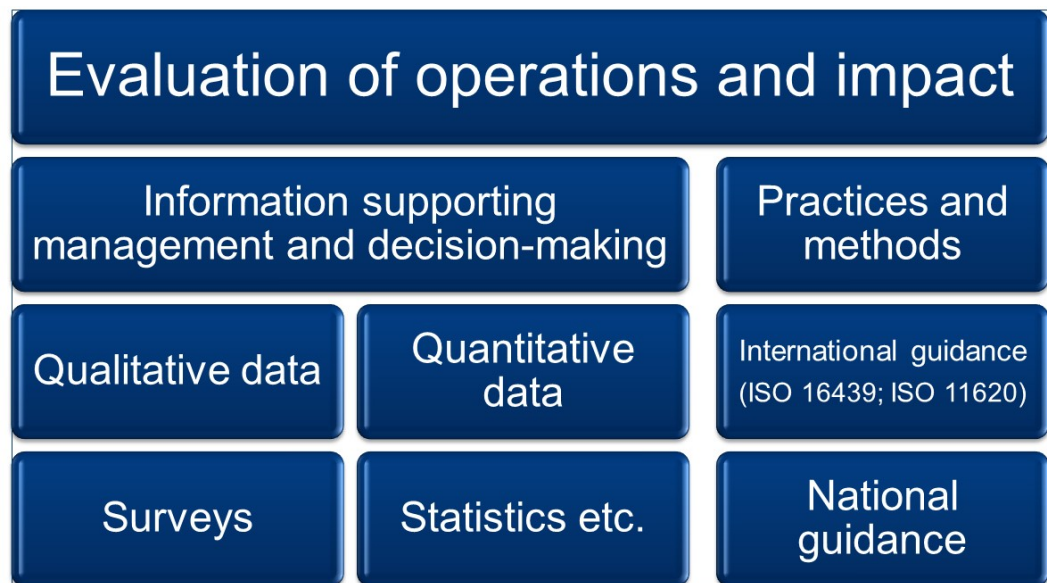 Evaluation of operations and impact
Information supporting
management and decision-making
Practices and
methods
Qualitative data
Quantitative
data
International guidance
(ISO 16439; ISO 11620)
Surveys
Statistics etc.
National
guidance